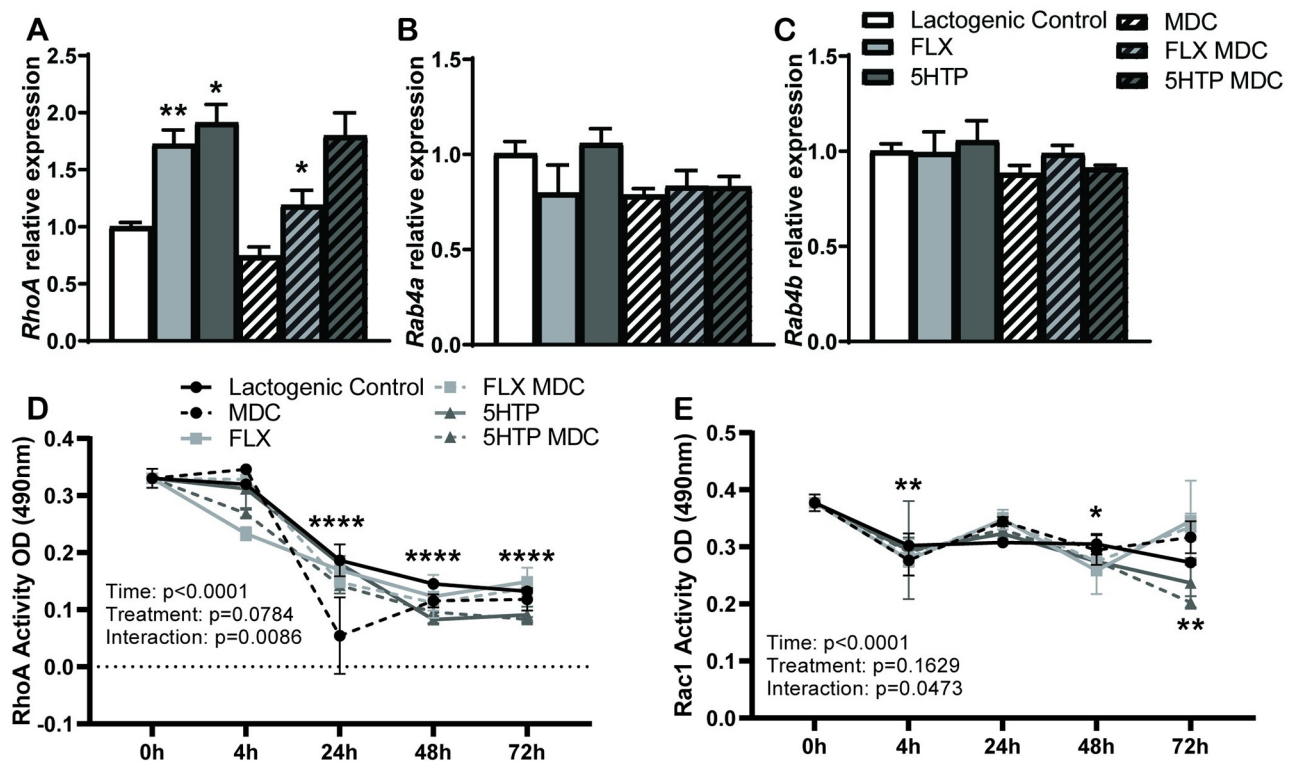 A
RhoA relative expression
2.5
2.0
1.5
1.0
0.5
0.0
**
*
*
B
Rab4a relative expression
1.5
1.0
0.5
0.0
C
Rab4b relative expression
1.5
1.0
0.5
0.0
Lactogenic Control
FLX
5HTP
MDC
FLX MDC
5HTP MDC
D
Lactogenic Control
MDC
FLX
FLX MDC
5HTP
5HTP MDC
RhoA Activity OD (490nm)
0.4
0.3
0.2
0.1
0.0
-0.1
****
****
****
Time: p<0.0001
Treatment: p=0.0784
Interaction: p=0.0086
0h
4h
24h
48h
72h
E
Rac1 Activity OD (490nm)
0.5
0.4
0.3
0.2
0.1
0.0
**
*
**
Time: p<0.0001
Treatment: p=0.1629
Interaction: p=0.0473
0h
4h
24h
48h
72h